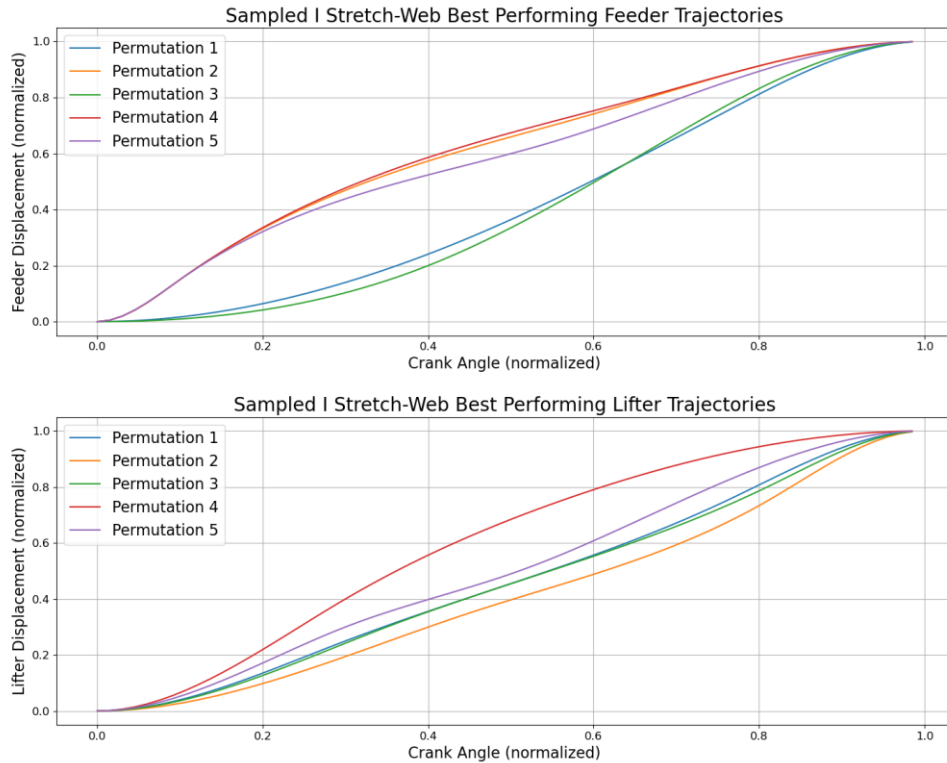 Sampled I Stretch-Web Best Performing Feeder Trajectories
Feeder Displacement (normalized)
1.0
0.8
0.6
0.4
0.2
0.0
Permutation 1
Permutation 2
Permutation 3
Permutation 4
Permutation 5
0.0 0.2 0.4 0.6 0.8 1.0
Crank Angle (normalized)
Sampled I Stretch-Web Best Performing Lifter Trajectories
Lifter Displacement (normalized)
1.0
0.8
0.6
0.4
0.2
0.0
Permutation 1
Permutation 2
Permutation 3
Permutation 4
Permutation 5
0.0 0.2 0.4 0.6 0.8 1.0
Crank Angle (normalized)